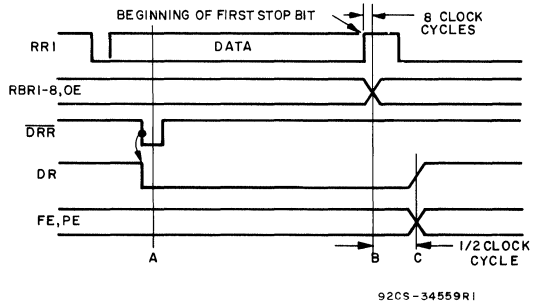 BEGINNING OF FIRST STOP BIT
8 CLOCK
CYCLES
RRI
DATA
RBRI-8,OE
DRR
DR
FE,PE
A
B
C
1/2 CLOCK
CYCLE
92CS-34559RI